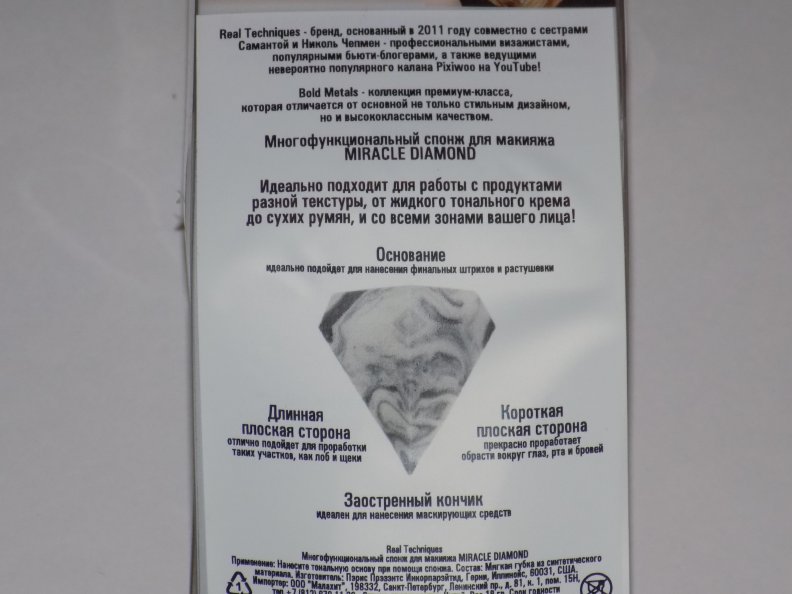 Real Techniques - бренд, основанный в 2011 году совместно с сестрами
Самантой и Николь Чепмен - профессиональными визажистами,
популярными бьюти-блогерами, а также ведущими
невероятно популярного калана Pixiwoo на YouTube!
Bold Metals - коллекция премиум-класса,
которая отличается от основной не только стильным дизайном,
но и высококлассным качеством.
Многофункциональный спонж для макияжа
MIRACLE DIAMOND
Идеально подходит для работы с продуктами
разной текстуры, от жидкого тонального крема
до сухих румян, и со всеми зонами вашего лица!
Основание
идеально подойдет для нанесения финальных штрихов и растушевки
Длинная
плоская сторона
отлично подойдет для проработки
таких участков, как лоб и щеки
Короткая
плоская сторона
прекрасно проработает
обрасти вокруг глаз, рта и бровей
Заостренный кончик
идеален для нанесения маскирующих средств
Real Techniques
Многофункциональный спонж для макияжа MIRACLE DIAMOND
Применение: Нанесите тональную основу при помощи спонжа. Состав: Мягкая губка из синтетического
материала. Изготовитель: Пэрис Прэзэнтс Инкорпарэйтид, Герни, Иллинойс, 60031, США.
Импортер: ООО "Малахит", 198332, Санкт-Петербург, Ленинский пр., д. 81, к. 1, пом. 15Н,
1